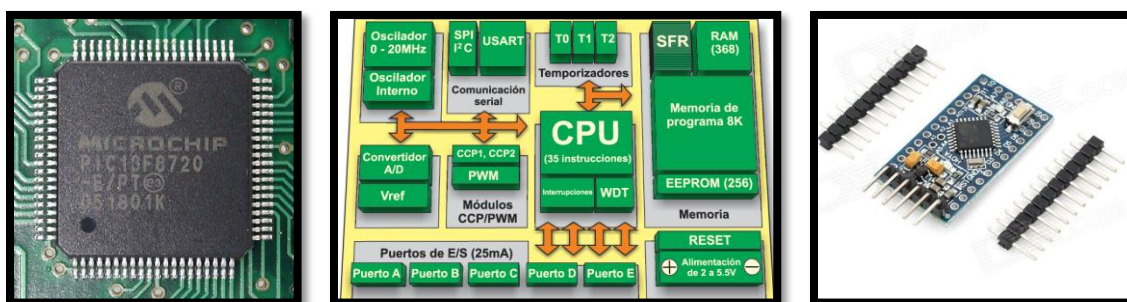 MICROCHIP
PIC18F8720
-E/PT
051801K
Oscilador
0 - 20MHz
Oscilador
Interno
SPI
I²C
USART
Comunicación
serial
T0 T1 T2
Temporizadores
SFR
RAM
(368)
Memoria de
programa 8K
EEPROM (256)
Memoria
CPU
(35 instrucciones)
Interrupciones
WDT
Convertidor
A/D
Vref
CCP1, CCP2
PWM
Módulos
CCP/PWM
Puertos de E/S (25mA)
Puerto A Puerto B Puerto C Puerto D Puerto E
RESET
+ Alimentación −
de 2 a 5.5V